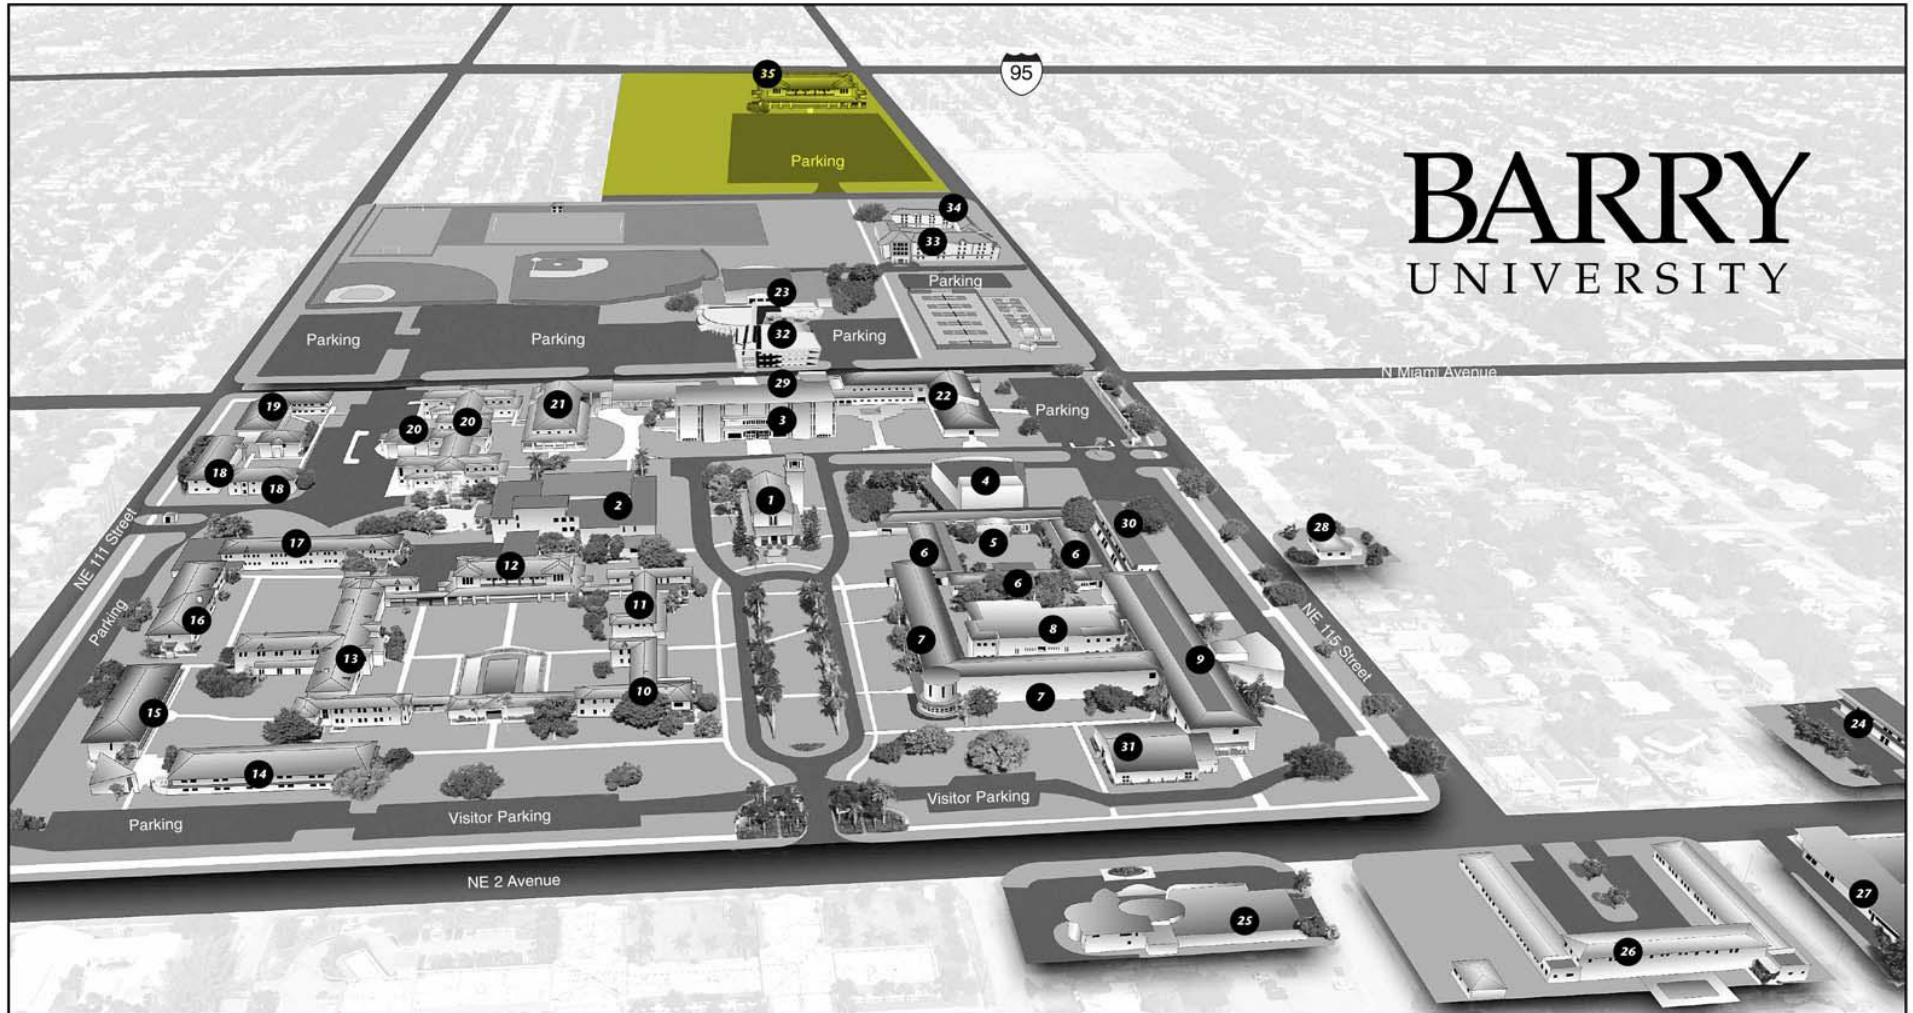 35
95
Parking
BARRY
UNIVERSITY
34
33
Parking
23
32
Parking
Parking
Parking
N Miami Avenue
29
22
19
21
20
20
3
Parking
18
18
4
1
2
30
28
NE 111 Street
17
5
6
6
12
6
11
Parking
16
8
NE 115 Street
7
13
9
10
7
15
24
31
14
Visitor Parking
Visitor Parking
Parking
NE 2 Avenue
27
25
26